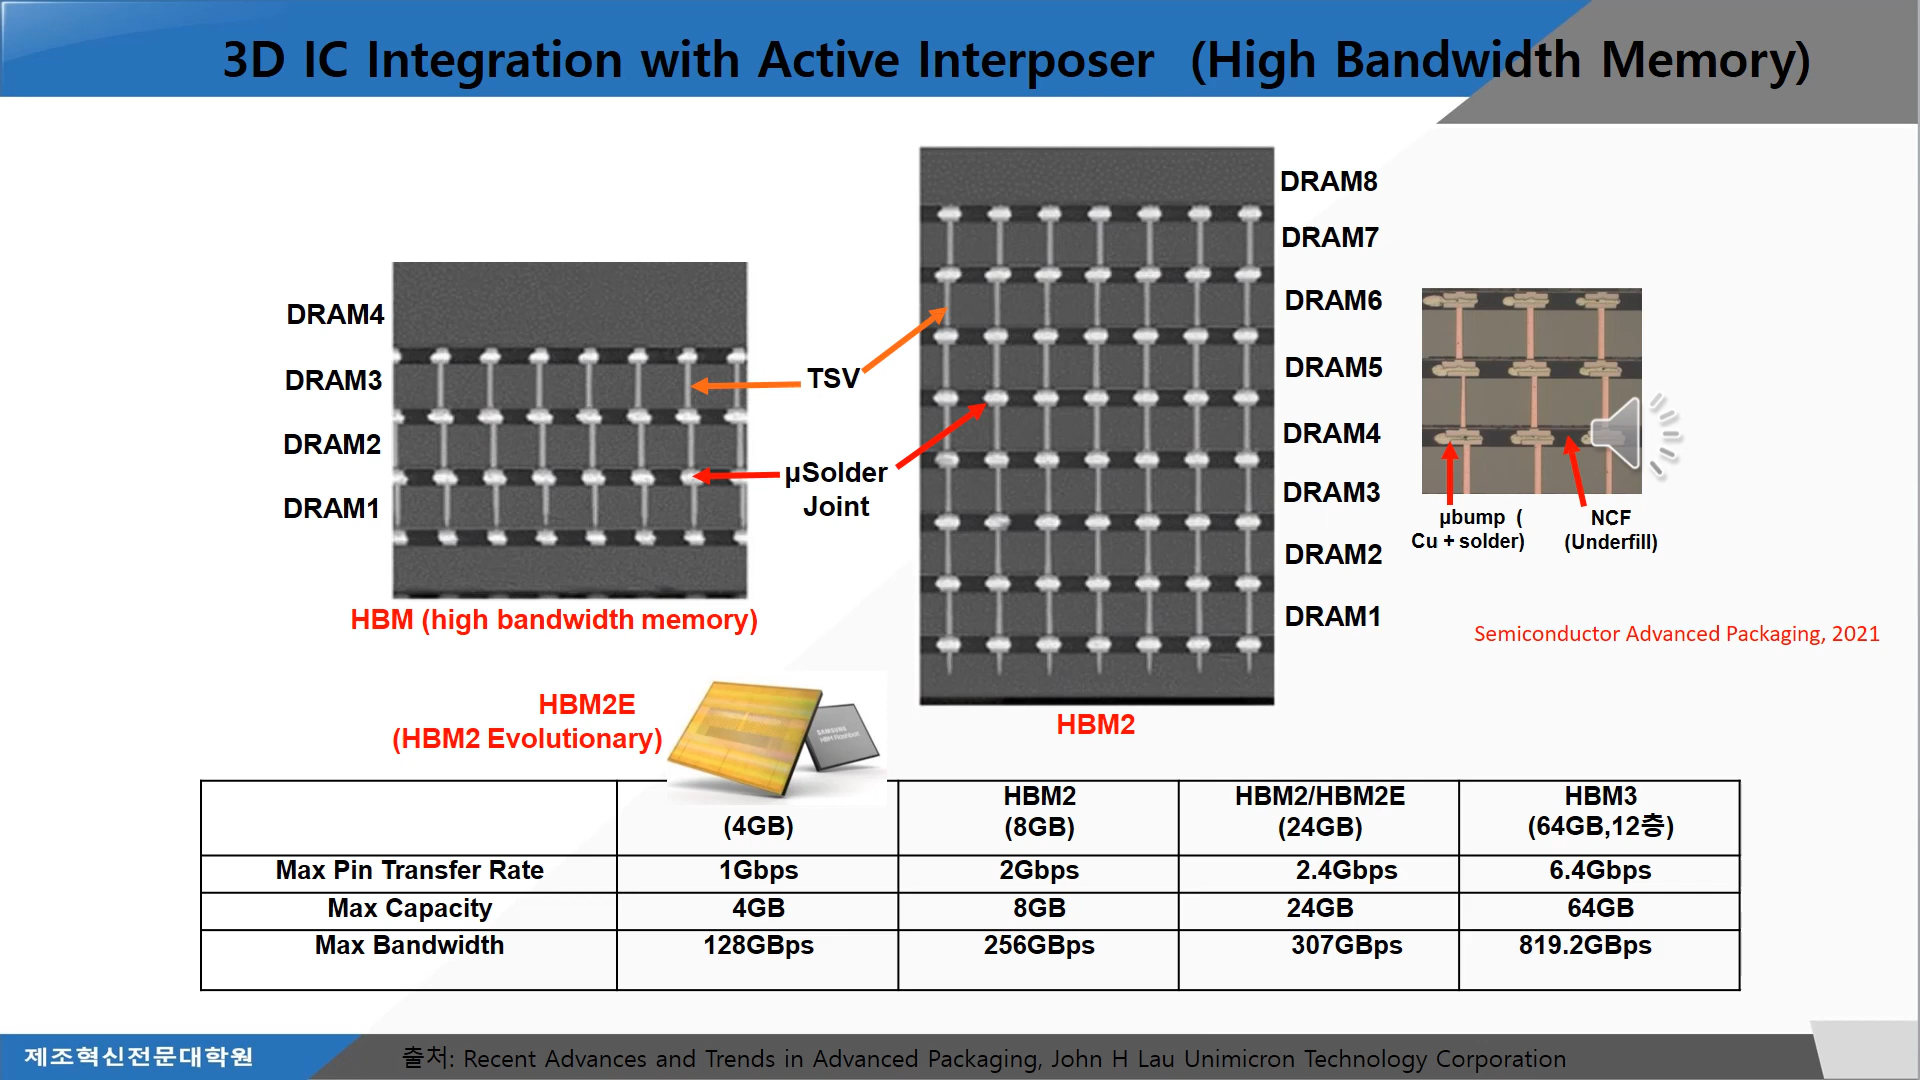 3D IC Integration with Active Interposer (High Bandwidth Memory)
DRAM8
DRAM7
DRAM6
DRAM5
DRAM4
DRAM3
DRAM2
DRAM1
DRAM4
DRAM3
DRAM2
DRAM1
TSV
μSolder
Joint
μbump (
Cu + solder)
NCF
(Underfill)
HBM (high bandwidth memory)
Semiconductor Advanced Packaging, 2021
HBM2E
(HBM2 Evolutionary)
SAMSUNG
HBM Flashbolt
HBM2
(4GB)
HBM2
(8GB)
HBM2/HBM2E
(24GB)
HBM3
(64GB,12층)
Max Pin Transfer Rate 1Gbps 2Gbps 2.4Gbps 6.4Gbps
Max Capacity 4GB 8GB 24GB 64GB
Max Bandwidth 128GBps 256GBps 307GBps 819.2GBps
제조혁신전문대학원
출처: Recent Advances and Trends in Advanced Packaging, John H Lau Unimicron Technology Corporation